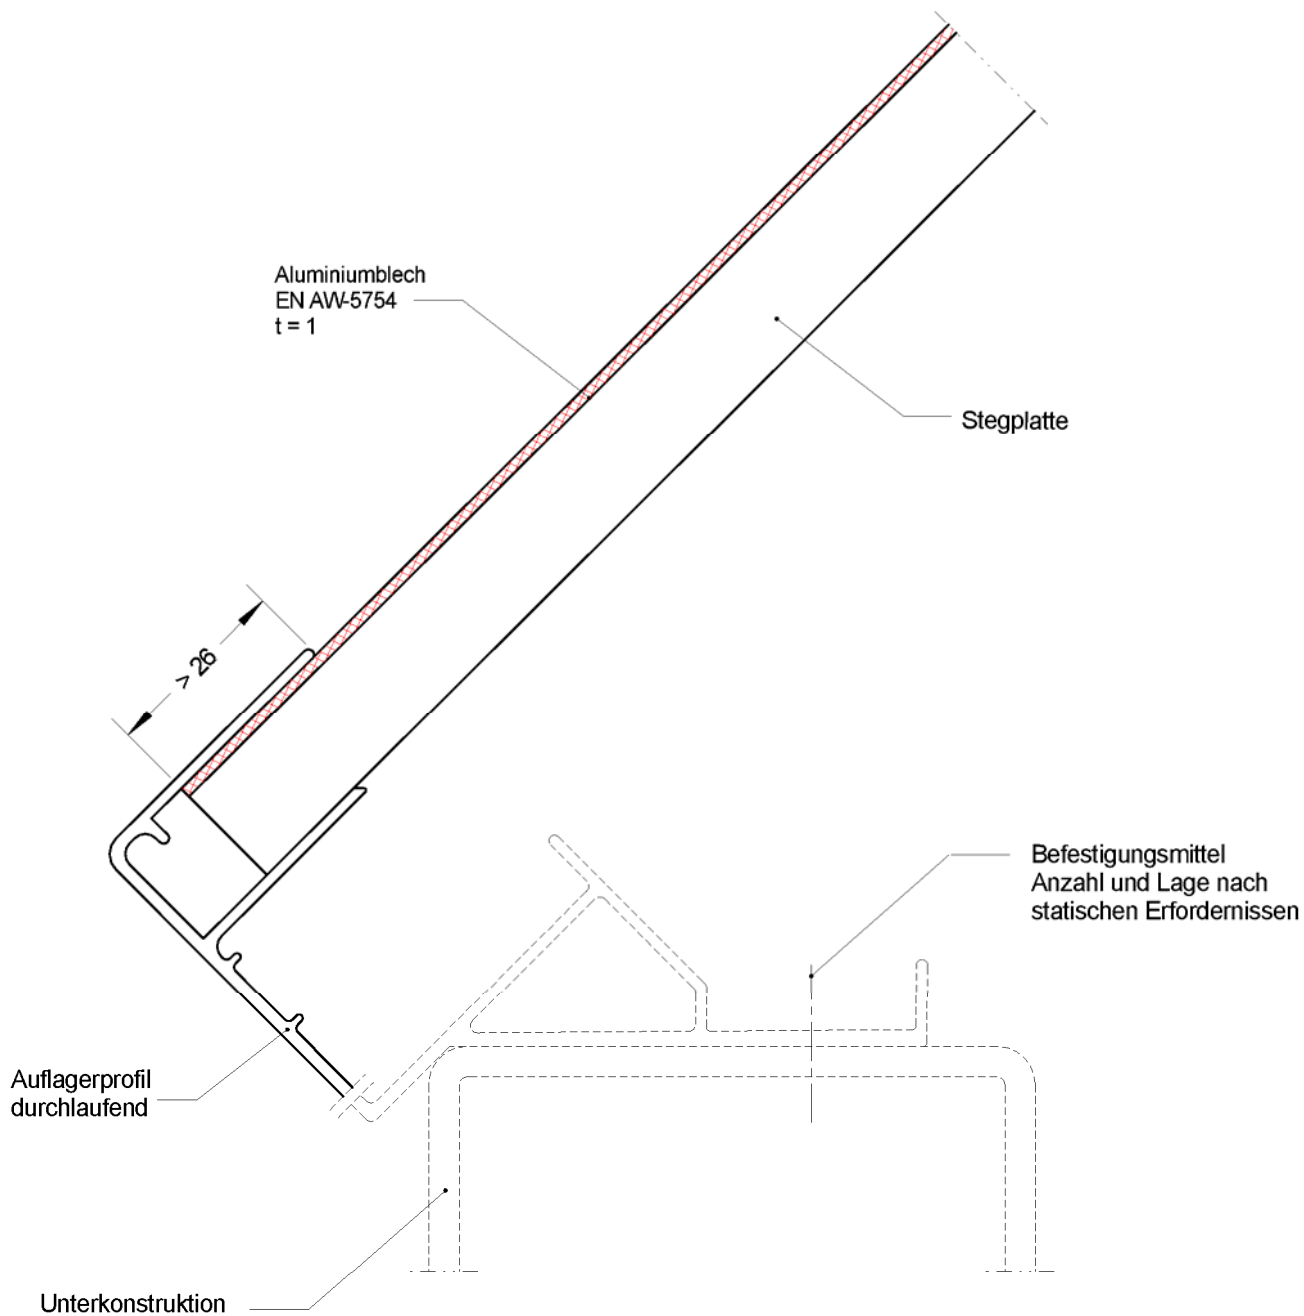 Aluminiumblech
EN AW-5754
t = 1
Stegplatte
> 26
Befestigungsmittel
Anzahl und Lage nach
statischen Erfordernissen
Auflagerprofil
durchlaufend
Unterkonstruktion